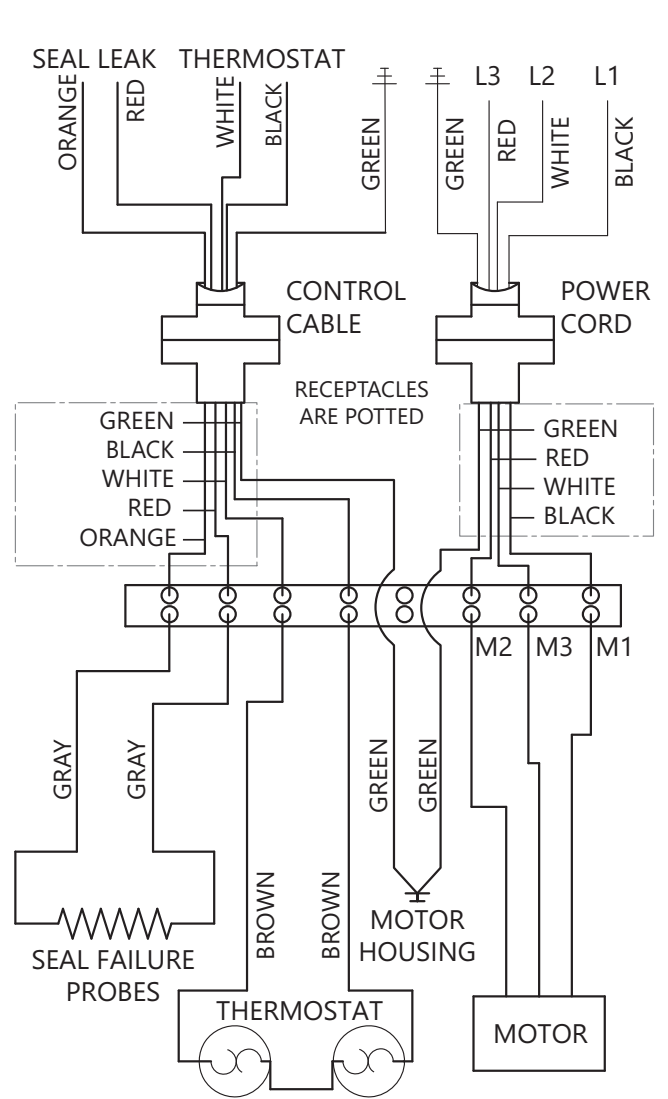 SEAL LEAK THERMOSTAT
L3 L2 L1
ORANGE
RED
WHITE
BLACK
GREEN
GREEN
RED
WHITE
BLACK
CONTROL
CABLE
POWER
CORD
RECEPTACLES
ARE POTTED
GREEN
BLACK
WHITE
RED
ORANGE
GREEN
RED
WHITE
BLACK
M2 M3 M1
GRAY
GRAY
GREEN
GREEN
BROWN
BROWN
MOTOR
HOUSING
SEAL FAILURE
PROBES
THERMOSTAT
MOTOR